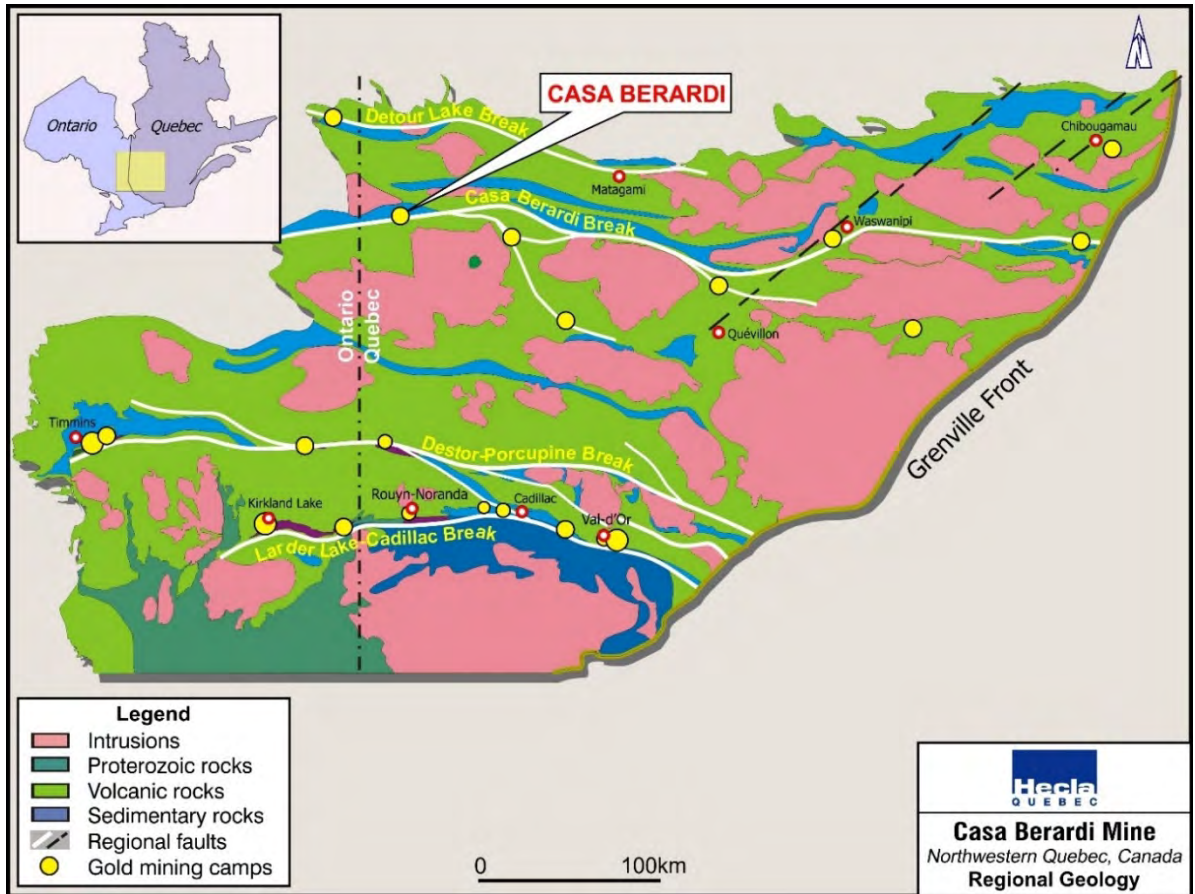 Ontario
Quebec
N
CASA BERARDI
Detour Lake Break
Chibougamau
Matagami
Casa Berardi Break
Waswanipi
Ontario
Quebec
Quévillon
Grenville Front
Timmins
Destor-Porcupine Break
Kirkland Lake
Rouyn-Noranda
Cadillac
Val-d'Or
Larder Lake-Cadillac Break
Legend
Intrusions
Proterozoic rocks
Volcanic rocks
Sedimentary rocks
Regional faults
Gold mining camps
0 100km
Hecla
QUEBEC
Casa Berardi Mine
Northwestern Quebec, Canada
Regional Geology